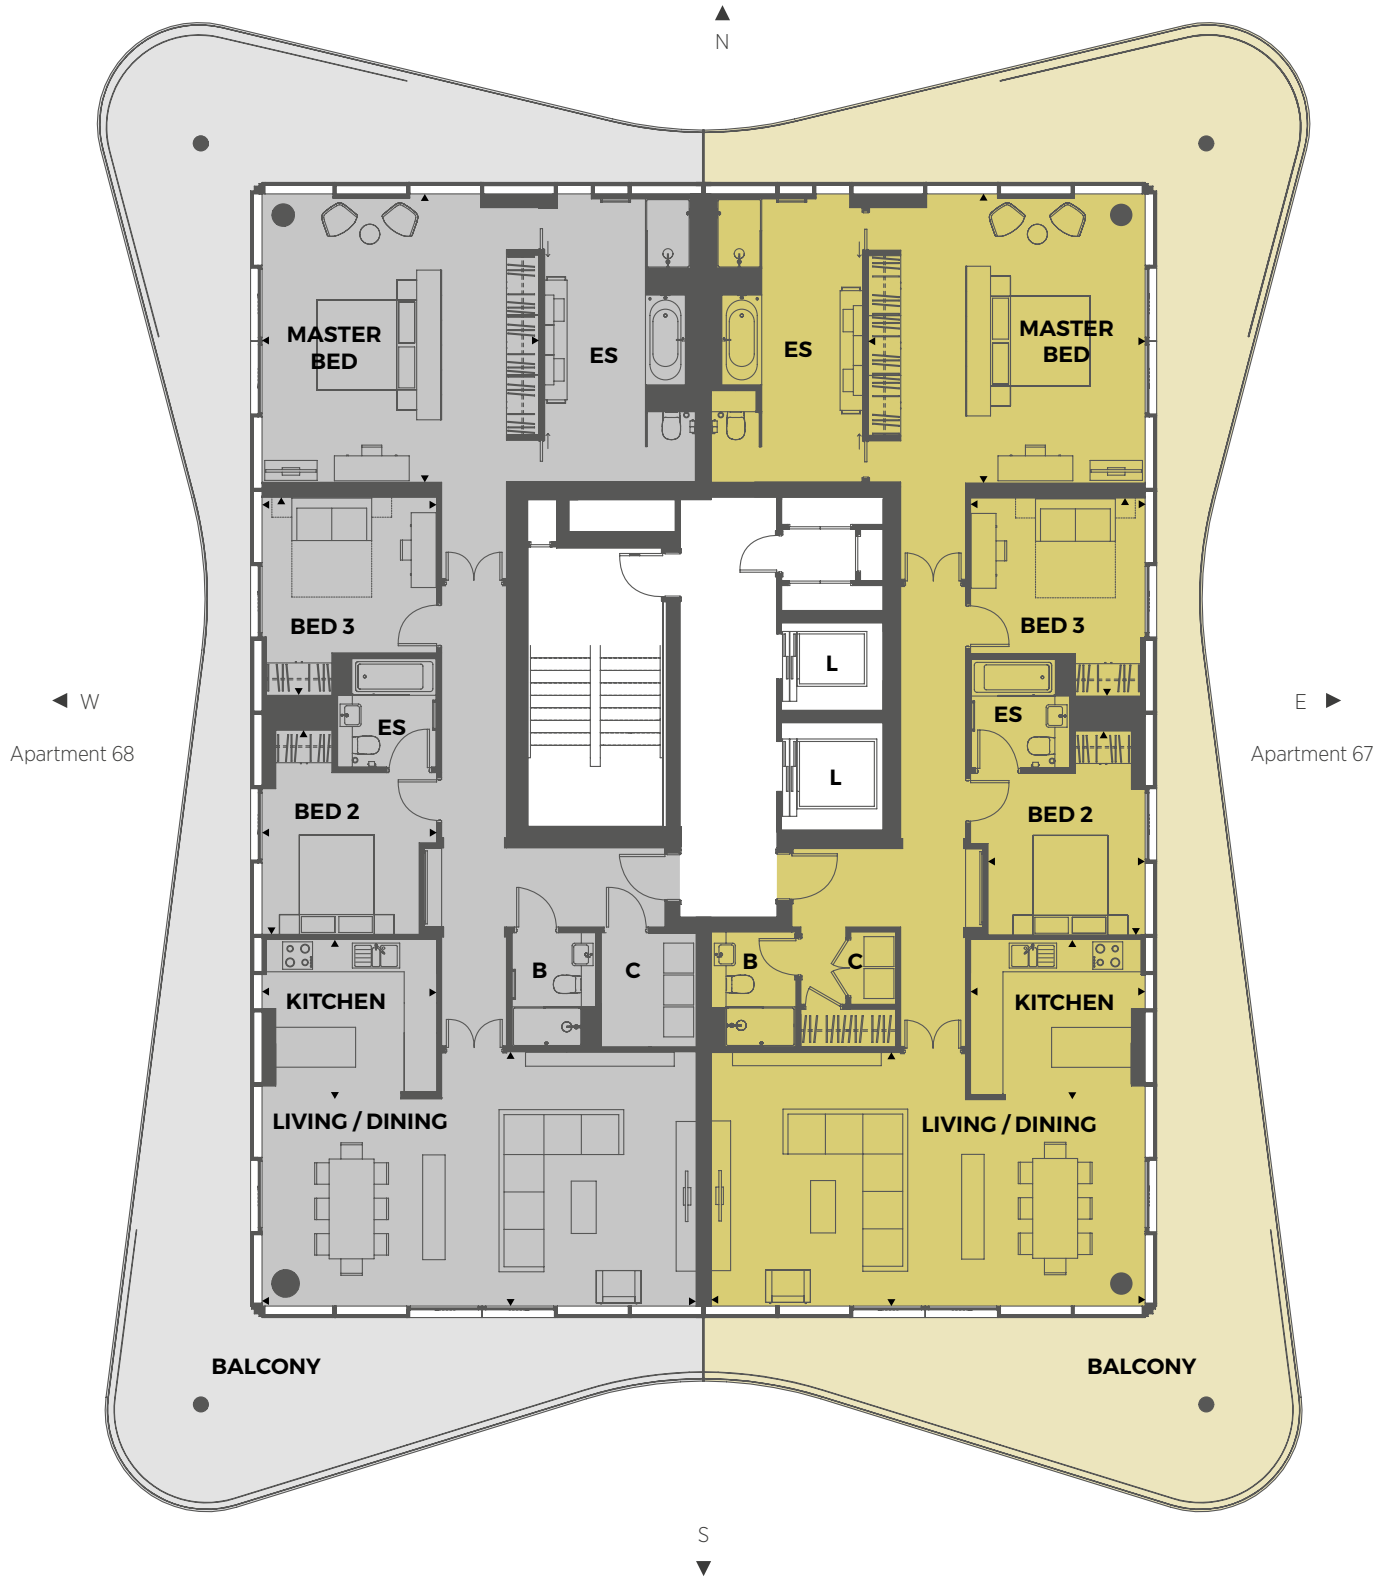 N
MASTER
BED
ES
ES
MASTER
BED
BED 3
BED 3
L
W
E
ES
ES
Apartment 68
Apartment 67
L
BED 2
BED 2
B
C
B
C
KITCHEN
KITCHEN
LIVING / DINING
LIVING / DINING
BALCONY
BALCONY
S